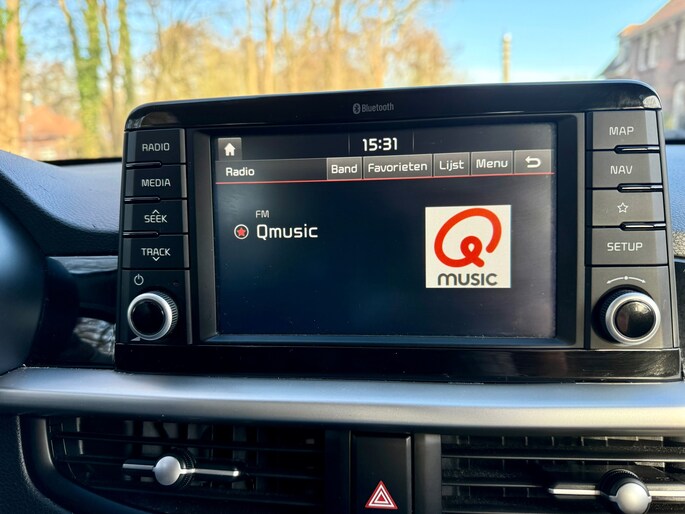 Bluetooth
RADIO
MEDIA
SEEK
TRACK
15:31
Radio
Band
Favorieten
Lijst
Menu
FM
Qmusic
Q
MUSIC
MAP
NAV
SETUP